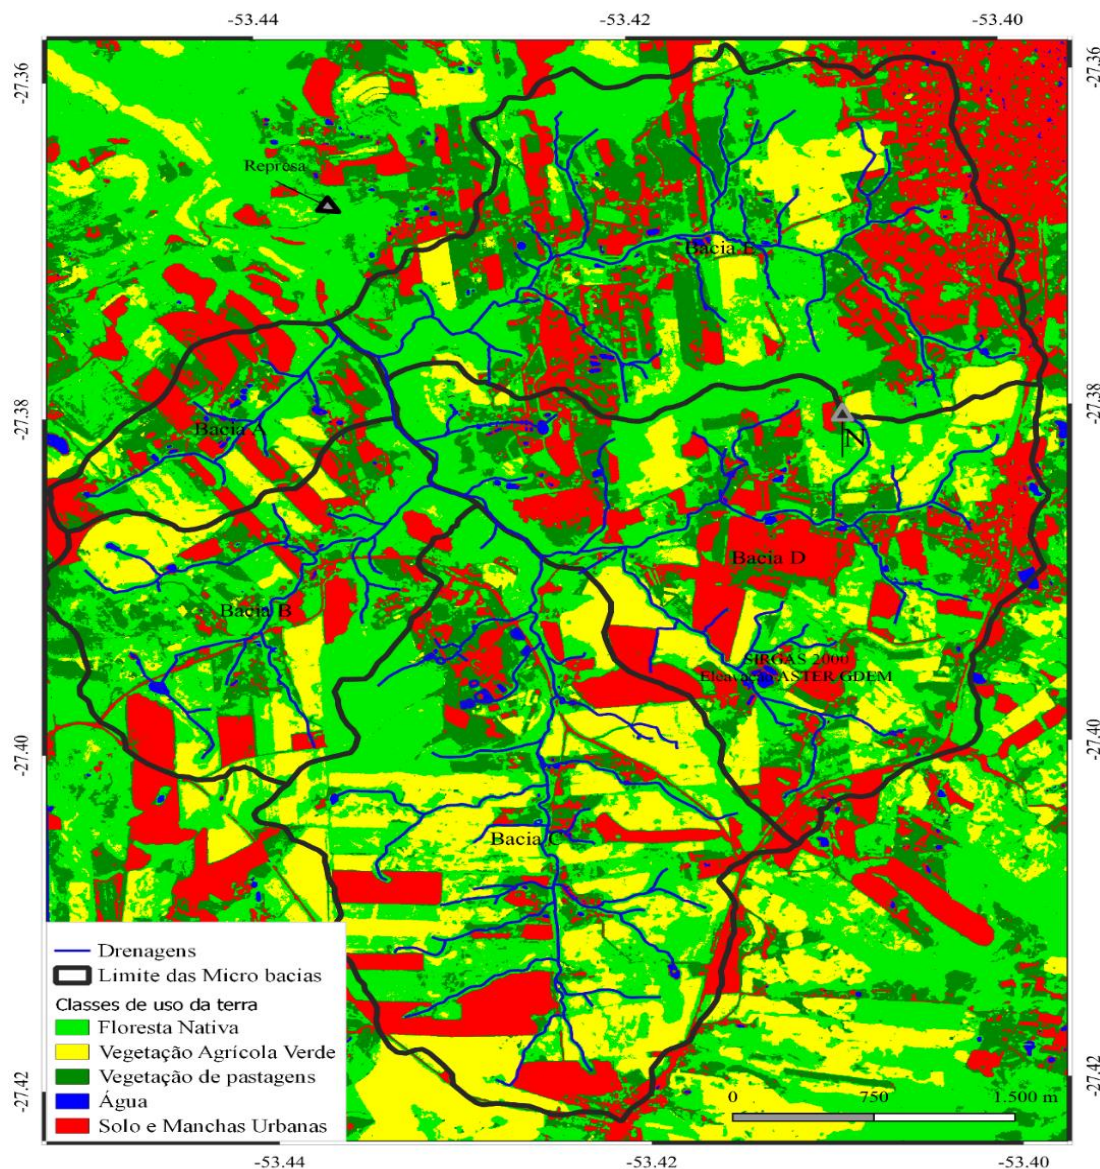 -53.44
-53.42
-53.40
-27.36
-27.36
Represa
Bacia E
-27.38
-27.38
Bacia A
N
Bacia D
Bacia B
SIRGAS 2000
Eleavação ASTER GDEM
-27.40
-27.40
Bacia C
Drenagens
Limite das Micro bacias
Classes de uso da terra
Floresta Nativa
Vegetação Agrícola Verde
Vegetação de pastagens
Água
Solo e Manchas Urbanas
-27.42
-27.42
0 750 1.500 m
-53.44
-53.42
-53.40